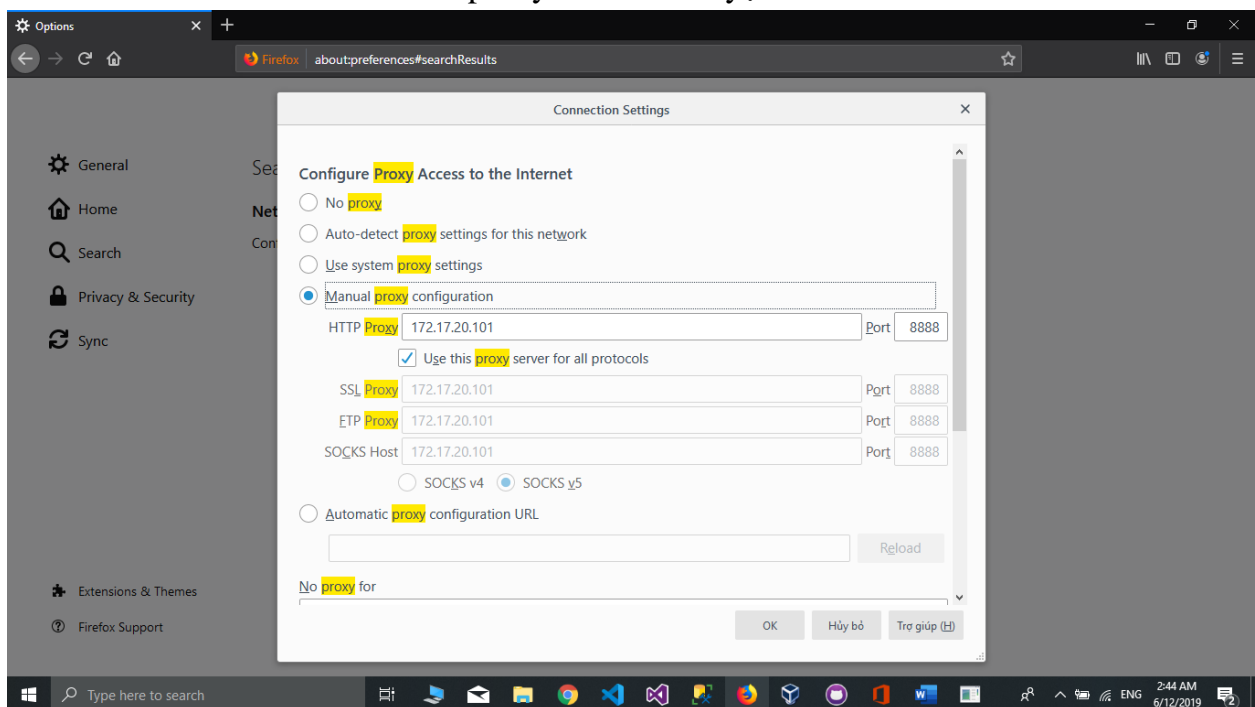 Options
Firefox about:preferences#searchResults
Connection Settings
General
Home
Search
Privacy & Security
Sync
Extensions & Themes
Firefox Support
Sea
Net
Con
Configure Proxy Access to the Internet
No proxy
Auto-detect proxy settings for this network
Use system proxy settings
Manual proxy configuration
HTTP Proxy 172.17.20.101 Port 8888
Use this proxy server for all protocols
SSL Proxy 172.17.20.101 Port 8888
FTP Proxy 172.17.20.101 Port 8888
SOCKS Host 172.17.20.101 Port 8888
SOCKS v4 SOCKS v5
Automatic proxy configuration URL
Reload
No proxy for
OK Hủy bỏ Trợ giúp (H)
Type here to search
ENG
2:44 AM
6/12/2019
2